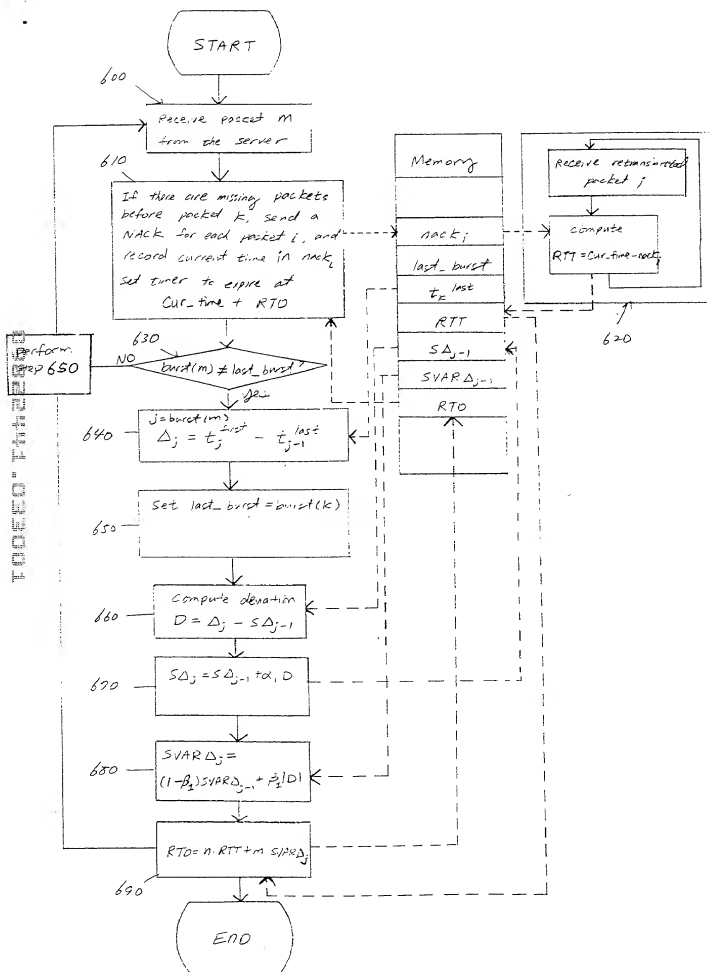 START
600
Receive packet m
from the server
610
If there are missing packets
before packet k, send a
NACK for each packet i, and
record current time in nack_i
set timer to expire at
Cur_time + RTO
630
burst(m) ≠ last_burst?
NO
yes
perform
step 650
640
j=burst(m)
Δ_j = t_j^first - t_j-1^last
650
Set last_burst = burst(k)
660
Compute deviation
D = Δ_j - SΔ_j-1
670
SΔ_j = SΔ_j-1 + α_1 D
680
SVAR Δ_j =
(1-β_1) SVARΔ_j-1 + β_1|D|
RTO = n·RTT + m SVARΔ_j
690
END
Memory
nack_i
last_burst
t_k^last
RTT
SΔ_j-1
SVARΔ_j-1
RTO
Receive retransmitted
packet j
compute
RTT = Cur_time-nack_j
620